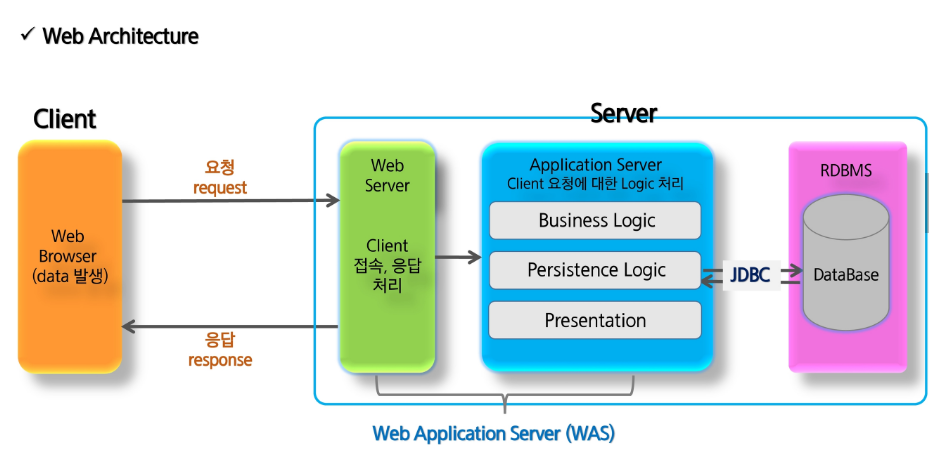 ✓ Web Architecture
Client
Server
Web
Browser
(data 발생)
요청
request
응답
response
Web
Server
Client
접속, 응답
처리
Application Server
Client 요청에 대한 Logic 처리
Business Logic
Persistence Logic
Presentation
JDBC
RDBMS
DataBase
Web Application Server (WAS)